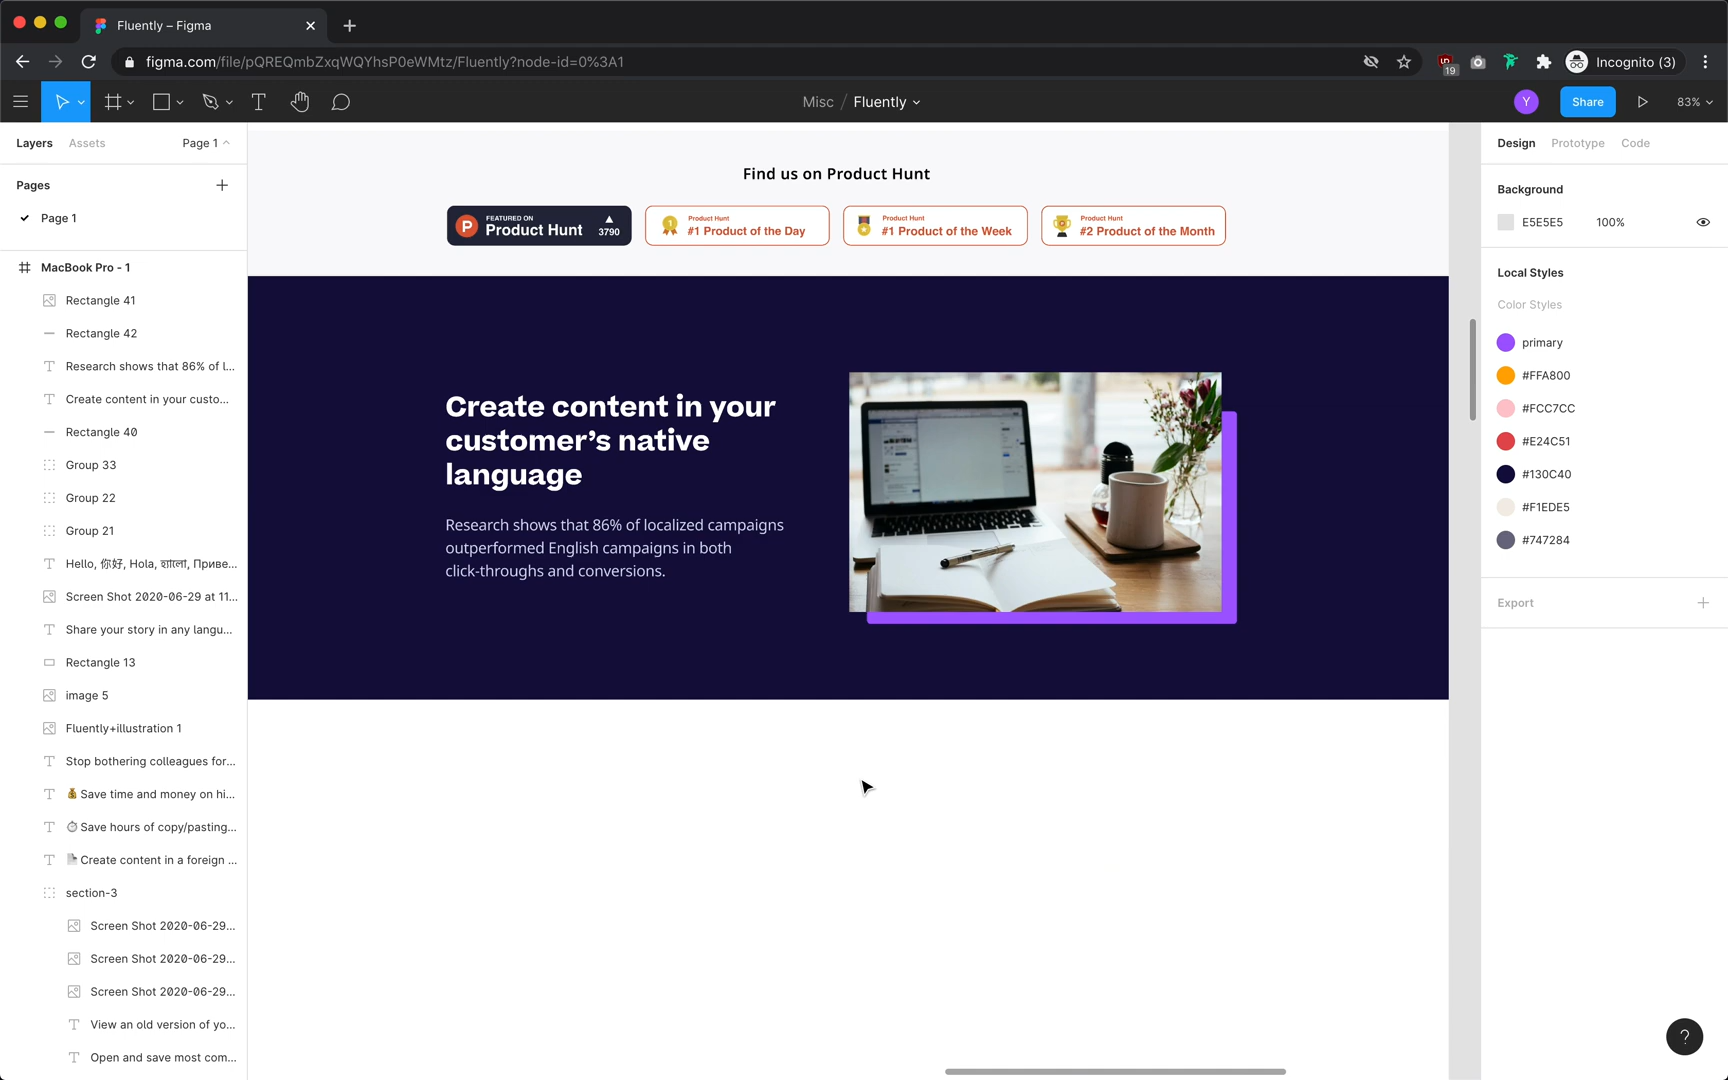 Fluently – Figma
figma.com/file/pQREQmbZxqWQYhsP0eWMtz/Fluently?node-id=0%3A1
19
Incognito (3)
Misc / Fluently
Y
Share
83%
Layers
Assets
Page 1
Pages
Page 1
MacBook Pro - 1
Rectangle 41
Rectangle 42
Research shows that 86% of l...
Create content in your custo...
Rectangle 40
Group 33
Group 22
Group 21
Hello, 你好, Hola, হ্যালো, Приве...
Screen Shot 2020-06-29 at 11...
Share your story in any langu...
Rectangle 13
image 5
Fluently+illustration 1
Stop bothering colleagues for...
💰Save time and money on hi...
⏱Save hours of copy/pasting...
Create content in a foreign ...
section-3
Screen Shot 2020-06-29...
Screen Shot 2020-06-29...
Screen Shot 2020-06-29...
View an old version of yo...
Open and save most com...
Find us on Product Hunt
P
FEATURED ON
Product Hunt
3790
1
Product Hunt
#1 Product of the Day
Product Hunt
#1 Product of the Week
Product Hunt
#2 Product of the Month
Create content in your
customer’s native
language
Research shows that 86% of localized campaigns
outperformed English campaigns in both
click-throughs and conversions.
Design
Prototype
Code
Background
E5E5E5
100%
Local Styles
Color Styles
primary
#FFA800
#FCC7CC
#E24C51
#130C40
#F1EDE5
#747284
Export
?